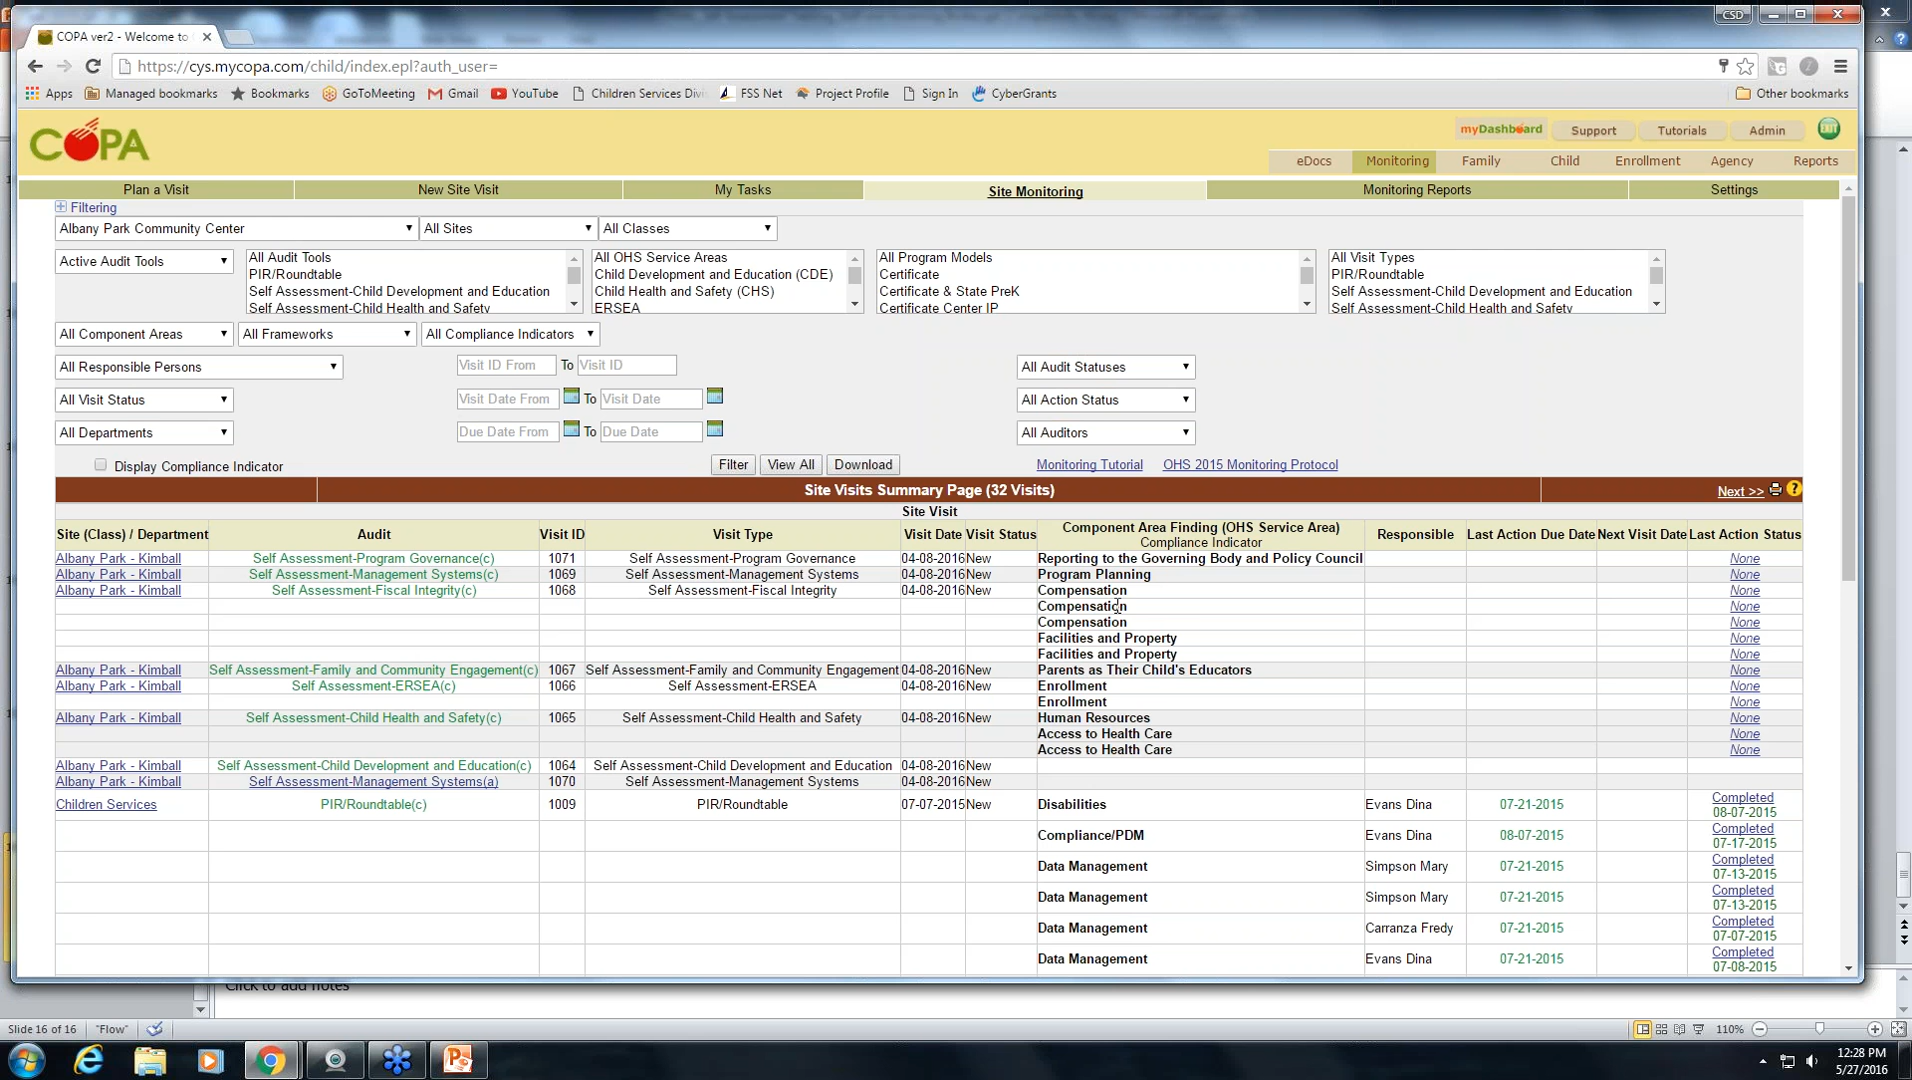 CSD
COPA ver2 - Welcome to
https://cys.mycopa.com/child/index.epl?auth_user=
Apps Managed bookmarks Bookmarks GoToMeeting Gmail YouTube Children Services Divi FSS Net Project Profile Sign In CyberGrants Other bookmarks
COPA
myDashboard Support Tutorials Admin EXIT
eDocs Monitoring Family Child Enrollment Agency Reports
Plan a Visit New Site Visit My Tasks Site Monitoring Monitoring Reports Settings
Filtering
Albany Park Community Center All Sites All Classes
Active Audit Tools
All Audit Tools
PIR/Roundtable
Self Assessment-Child Development and Education
Self Assessment-Child Health and Safety
All OHS Service Areas
Child Development and Education (CDE)
Child Health and Safety (CHS)
ERSEA
All Program Models
Certificate
Certificate & State PreK
Certificate Center IP
All Visit Types
PIR/Roundtable
Self Assessment-Child Development and Education
Self Assessment-Child Health and Safety
All Component Areas All Frameworks All Compliance Indicators
All Responsible Persons Visit ID From To Visit ID All Audit Statuses
All Visit Status Visit Date From To Visit Date All Action Status
All Departments Due Date From To Due Date All Auditors
Display Compliance Indicator Filter View All Download Monitoring Tutorial OHS 2015 Monitoring Protocol
Site Visits Summary Page (32 Visits) Next >> ?
Site Visit
Site (Class) / Department Audit Visit ID Visit Type Visit Date Visit Status Component Area Finding (OHS Service Area) Responsible Last Action Due Date Next Visit Date Last Action Status
Compliance Indicator
Albany Park - Kimball Self Assessment-Program Governance(c) 1071 Self Assessment-Program Governance 04-08-2016 New Reporting to the Governing Body and Policy Council None
Albany Park - Kimball Self Assessment-Management Systems(c) 1069 Self Assessment-Management Systems 04-08-2016 New Program Planning None
Albany Park - Kimball Self Assessment-Fiscal Integrity(c) 1068 Self Assessment-Fiscal Integrity 04-08-2016 New Compensation None
Compensation None
Compensation None
Facilities and Property None
Facilities and Property None
Albany Park - Kimball Self Assessment-Family and Community Engagement(c) 1067 Self Assessment-Family and Community Engagement 04-08-2016 New Parents as Their Child's Educators None
Albany Park - Kimball Self Assessment-ERSEA(c) 1066 Self Assessment-ERSEA 04-08-2016 New Enrollment None
Enrollment None
Albany Park - Kimball Self Assessment-Child Health and Safety(c) 1065 Self Assessment-Child Health and Safety 04-08-2016 New Human Resources None
Access to Health Care None
Access to Health Care None
Albany Park - Kimball Self Assessment-Child Development and Education(c) 1064 Self Assessment-Child Development and Education 04-08-2016 New
Albany Park - Kimball Self Assessment-Management Systems(a) 1070 Self Assessment-Management Systems 04-08-2016 New
Children Services PIR/Roundtable(c) 1009 PIR/Roundtable 07-07-2015 New Disabilities Evans Dina 07-21-2015 Completed 08-07-2015
Compliance/PDM Evans Dina 08-07-2015 Completed 07-17-2015
Data Management Simpson Mary 07-21-2015 Completed 07-13-2015
Data Management Simpson Mary 07-21-2015 Completed 07-13-2015
Data Management Carranza Fredy 07-21-2015 Completed 07-07-2015
Data Management Evans Dina 07-21-2015 Completed 07-08-2015
Click to add notes
Slide 16 of 16 "Flow" 110%
12:28 PM
5/27/2016